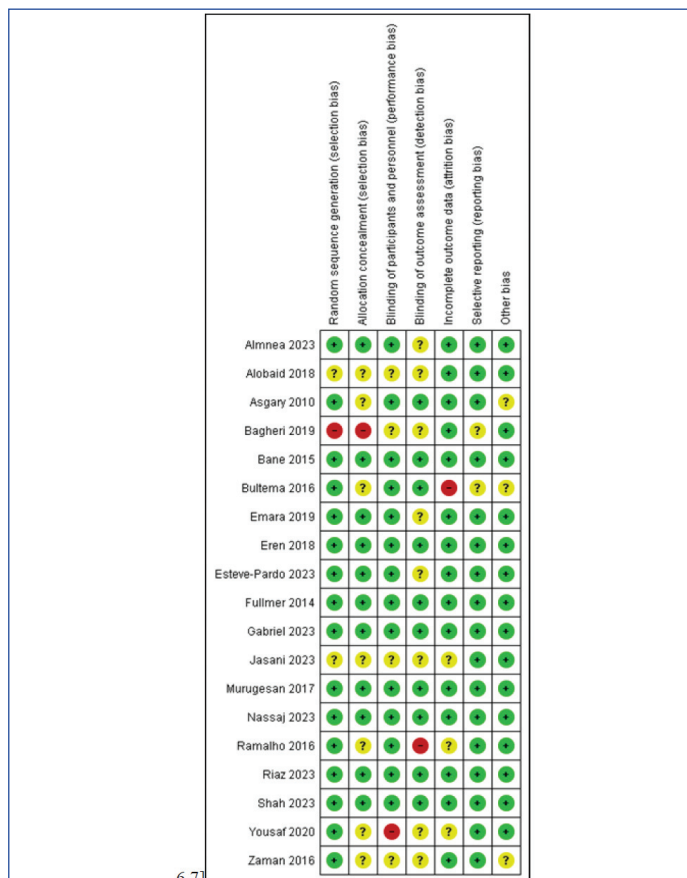 Random sequence generation (selection bias)
Allocation concealment (selection bias)
Blinding of participants and personnel (performance bias)
Blinding of outcome assessment (detection bias)
Incomplete outcome data (attrition bias)
Selective reporting (reporting bias)
Other bias
Almnea 2023 + + + ? + + +
Alobaid 2018 ? ? ? ? + + +
Asgary 2010 + ? + + + + ?
Bagheri 2019 - - ? ? + ? +
Bane 2015 + + + + + + +
Bultema 2016 + ? + + - ? ?
Emara 2019 + + + ? + + +
Eren 2018 + + + + + + +
Esteve-Pardo 2023 + + + ? + + +
Fullmer 2014 + + + + + + +
Gabriel 2023 + + + + + + +
Jasani 2023 ? ? ? ? ? + +
Murugesan 2017 + + + + + + +
Nassaj 2023 + + + + + + +
Ramalho 2016 + ? + - ? + +
Riaz 2023 + + + + + + +
Shah 2023 + + + + + + +
Yousaf 2020 + ? - ? ? + +
Zaman 2016 + ? ? ? + + ?
6,7]